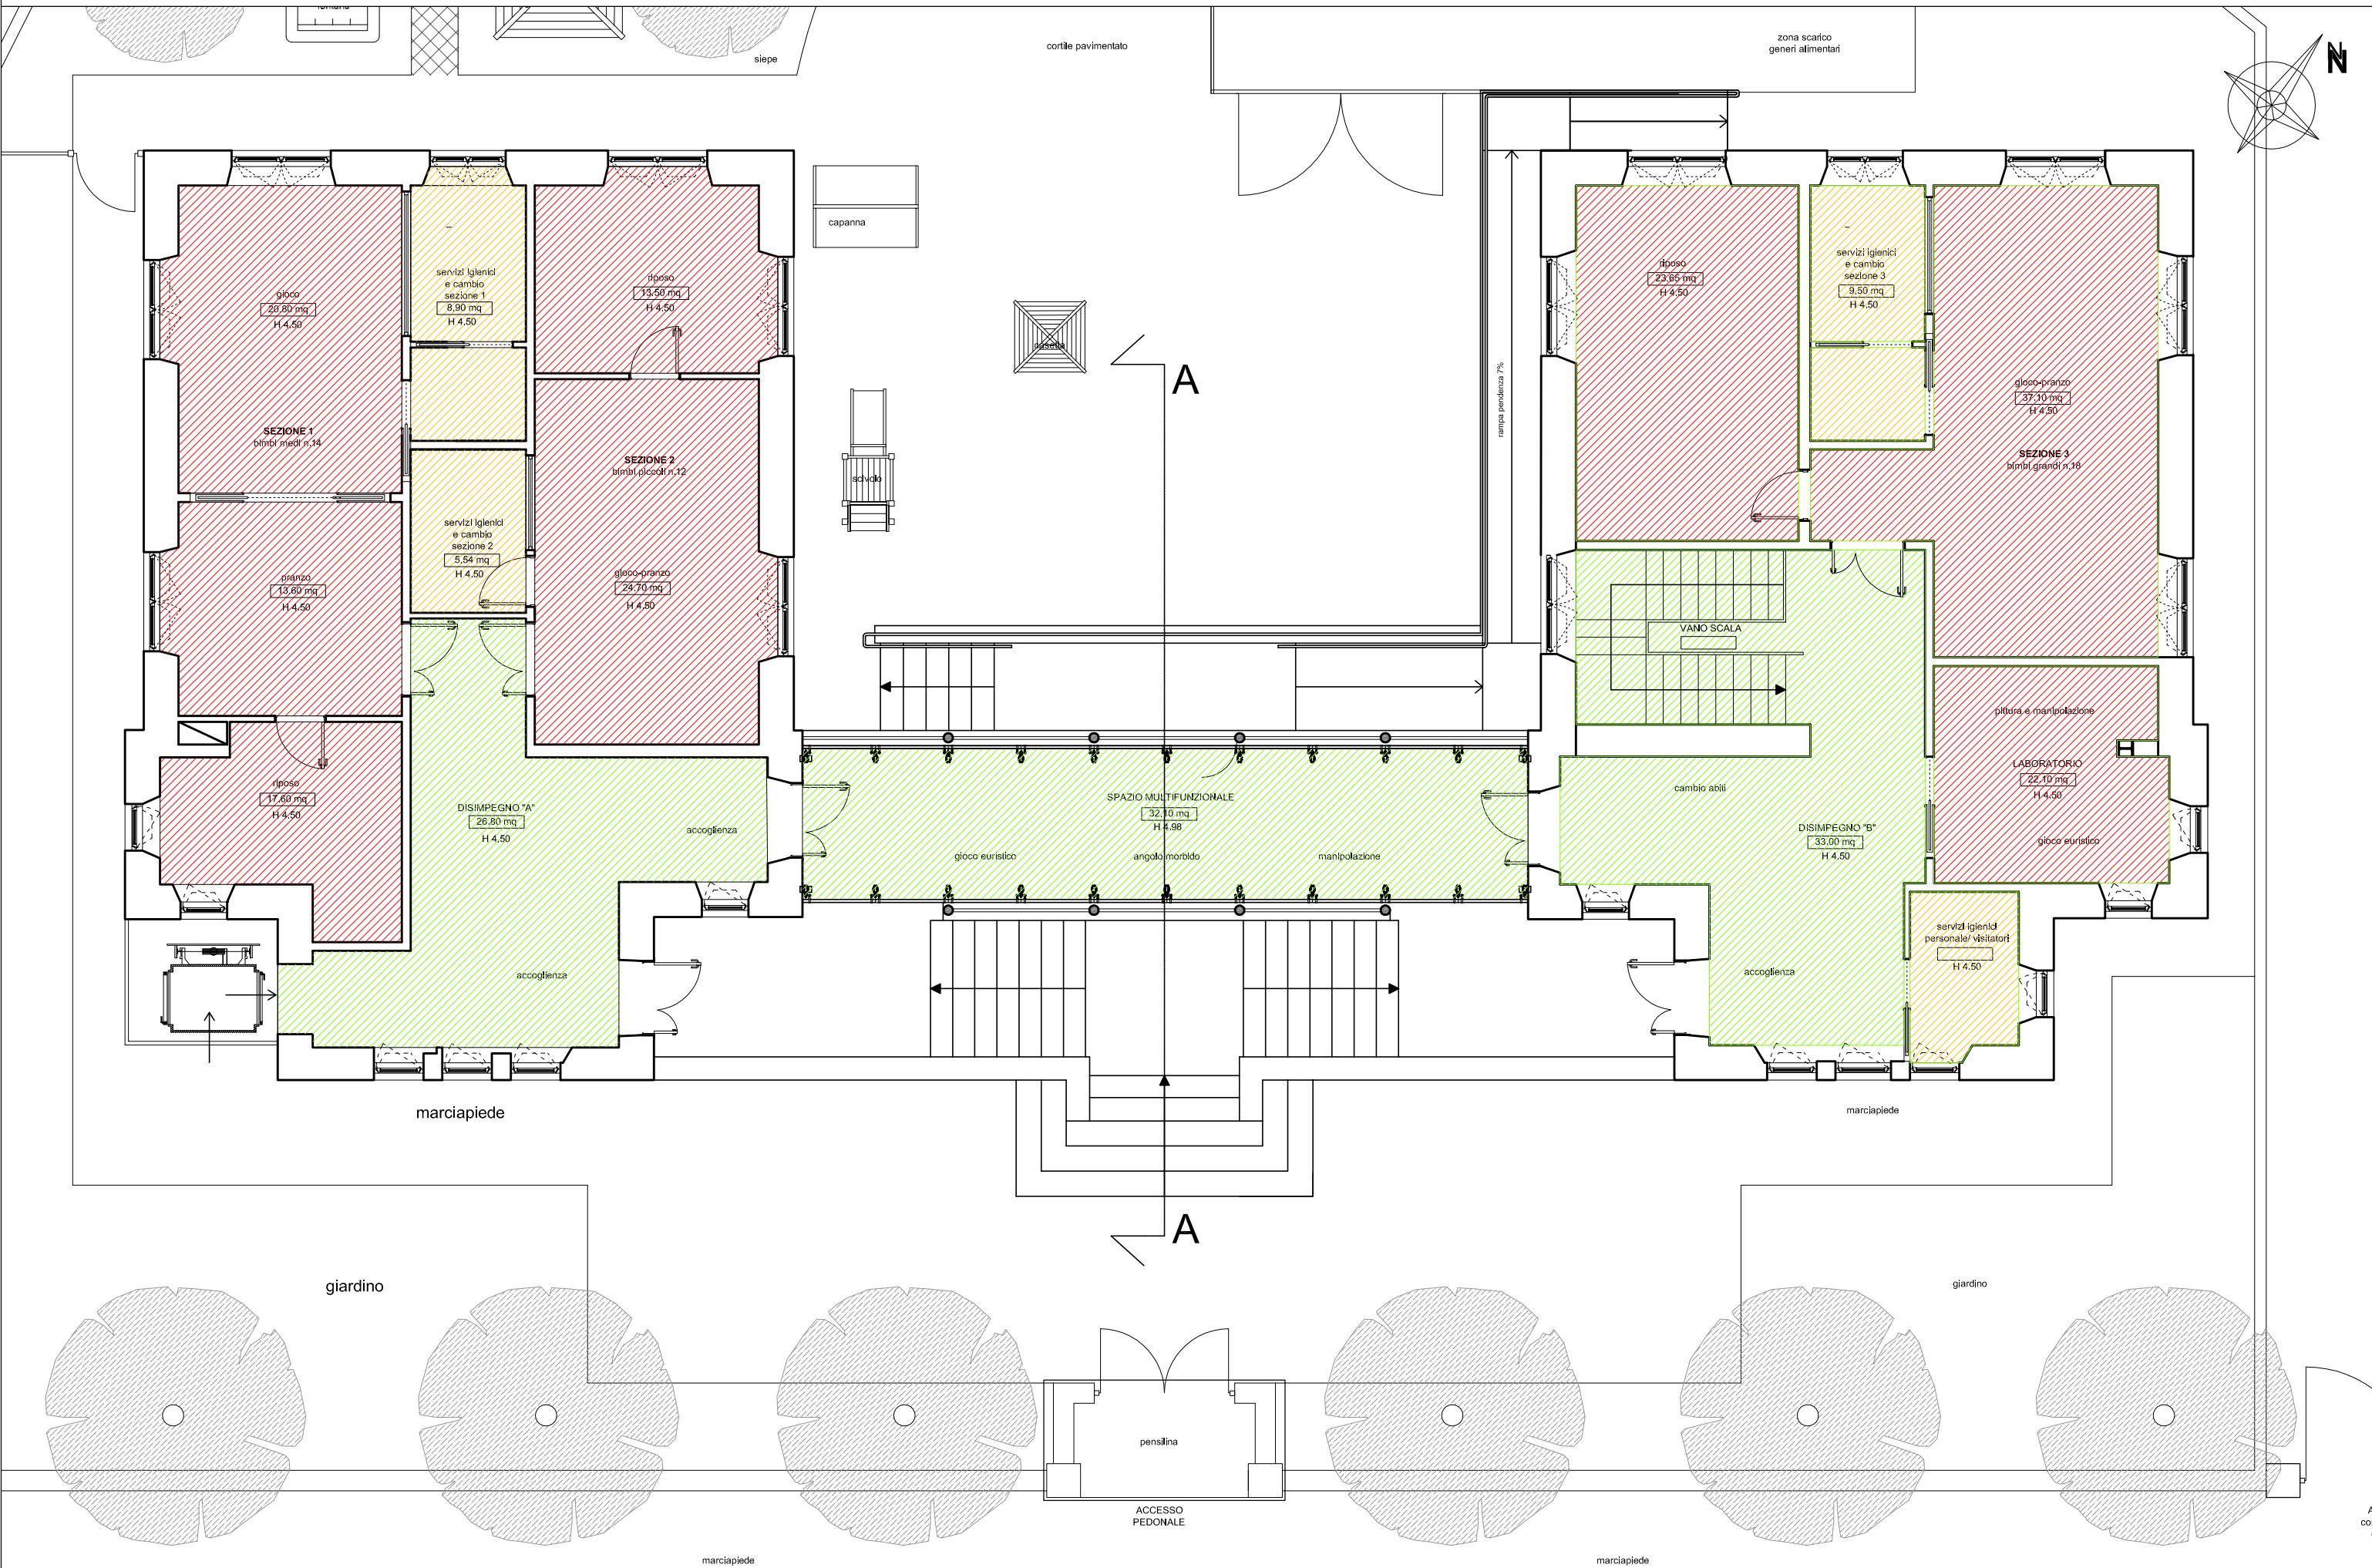 siepe
cortile pavimentato
zona scarico
generi alimentari
N
capanna
casetta
scivolo
rampa pendenza 7%
gioco
20.80 mq
H 4.50
SEZIONE 1
bimbi medi n.14
servizi igienici
e cambio
sezione 1
8,90 mq
H 4.50
riposo
13.50 mq
H 4.50
SEZIONE 2
bimbi piccoli n.12
servizi igienici
e cambio
sezione 2
5,54 mq
H 4.50
gioco-pranzo
24.70 mq
H 4.50
pranzo
13.60 mq
H 4.50
riposo
17.60 mq
H 4.50
DISIMPEGNO "A"
26.80 mq
H 4.50
accoglienza
accoglienza
A
SPAZIO MULTIFUNZIONALE
32.10 mq
H 4.98
gioco euristico
angolo morbido
manipolazione
riposo
23.65 mq
H 4.50
servizi igienici
e cambio
sezione 3
9,50 mq
H 4.50
gioco-pranzo
37.10 mq
H 4.50
SEZIONE 3
bimbi grandi n.18
VANO SCALA
pittura e manipolazione
LABORATORIO
22.10 mq
H 4.50
gioco euristico
cambio abiti
DISIMPEGNO "B"
33.00 mq
H 4.50
accoglienza
servizi igienici
personale/ visitatori
H 4.50
marciapiede
marciapiede
A
giardino
giardino
pensilina
ACCESSO
PEDONALE
marciapiede
marciapiede